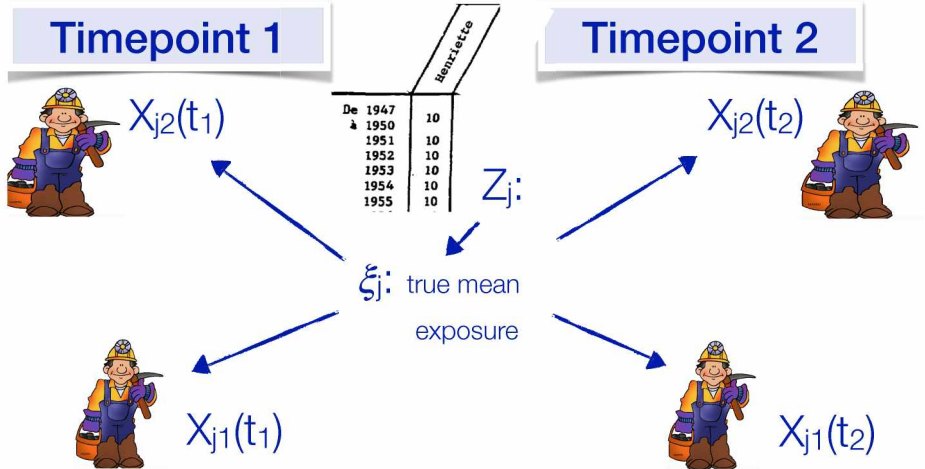 Timepoint 1
Timepoint 2
Henriette
De 1947
à 1950
10
1951 10
1952 10
1953 10
1954 10
1955 10
Xj2(t1)
Xj2(t2)
Zj:
ξj: true mean
exposure
Xj1(t1)
Xj1(t2)